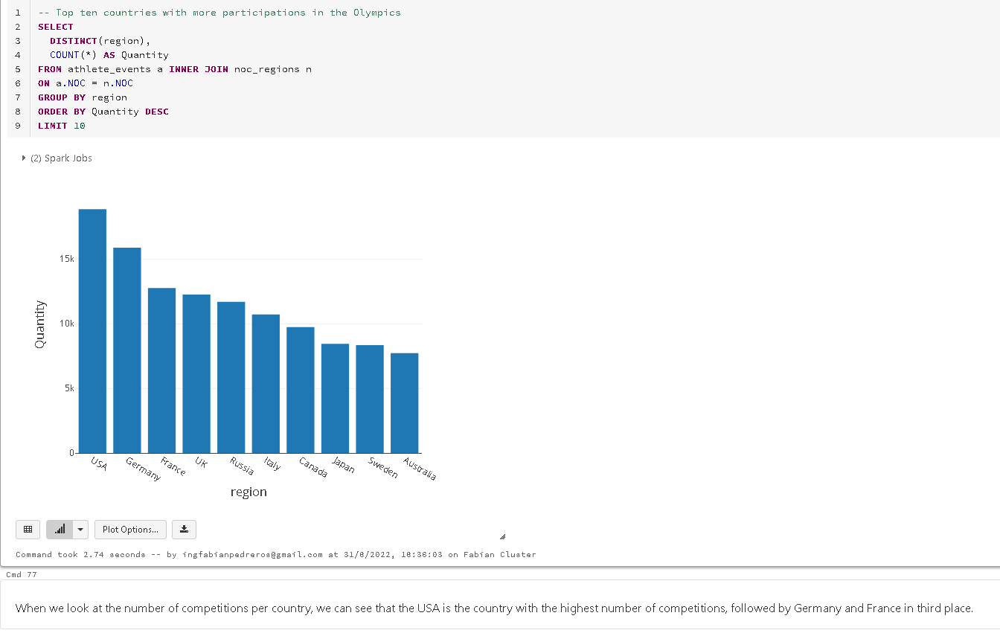 1 -- Top ten countries with more participations in the Olympics
2 SELECT
3 DISTINCT(region),
4 COUNT(*) AS Quantity
5 FROM athlete_events a INNER JOIN noc_regions n
6 ON a.NOC = n.NOC
7 GROUP BY region
8 ORDER BY Quantity DESC
9 LIMIT 10
(2) Spark Jobs
15k
10k
5k
0
Quantity
USA
Germany
France
UK
Russia
Italy
Canada
Japan
Sweden
Australia
region
Plot Options...
Command took 2.74 seconds -- by ingfabianpedreros@gmail.com at 31/8/2022, 18:36:03 on Fabian Cluster
Cmd 77
When we look at the number of competitions per country, we can see that the USA is the country with the highest number of competitions, followed by Germany and France in third place.